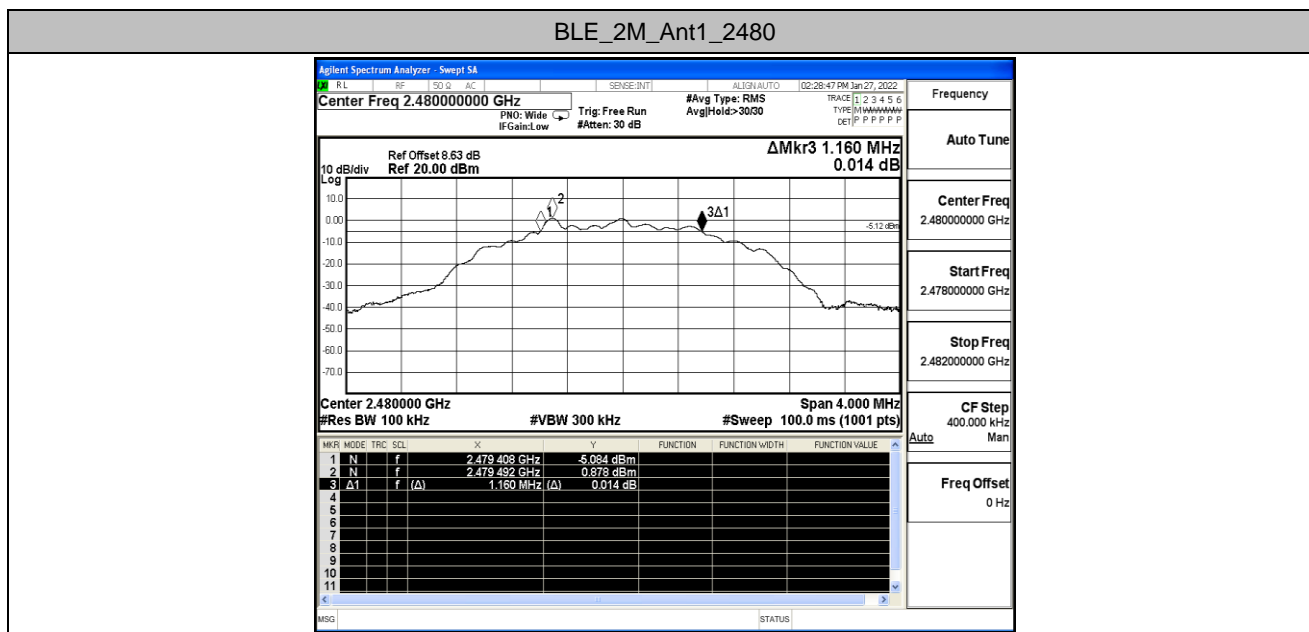 BLE_2M_Ant1_2480
Agilent Spectrum Analyzer - Swept SA
RL RF 50 Ω AC SENSE:INT ALIGN AUTO 02:28:47 PM Jan 27, 2022
Center Freq 2.480000000 GHz
PNO: Wide
IFGain:Low
Trig: Free Run
#Atten: 30 dB
#Avg Type: RMS
Avg|Hold:>30/30
TRACE 1 2 3 4 5 6
TYPE M
DET P P P P P P
Ref Offset 8.63 dB
10 dB/div Ref 20.00 dBm
Log
ΔMkr3 1.160 MHz
0.014 dB
10.0
0.00
-10.0
-20.0
-30.0
-40.0
-50.0
-60.0
-70.0
1
2
3Δ1
-5.12 dBm
Center 2.480000 GHz Span 4.000 MHz
#Res BW 100 kHz #VBW 300 kHz #Sweep 100.0 ms (1001 pts)
MKR MODE TRC SCL X Y FUNCTION FUNCTION WIDTH FUNCTION VALUE
1 N f 2.479 408 GHz -5.084 dBm
2 N f 2.479 492 GHz 0.878 dBm
3 Δ1 f (Δ) 1.160 MHz (Δ) 0.014 dB
4
5
6
7
8
9
10
11
MSG STATUS
Frequency
Auto Tune
Center Freq
2.480000000 GHz
Start Freq
2.478000000 GHz
Stop Freq
2.482000000 GHz
CF Step
400.000 kHz
Auto Man
Freq Offset
0 Hz